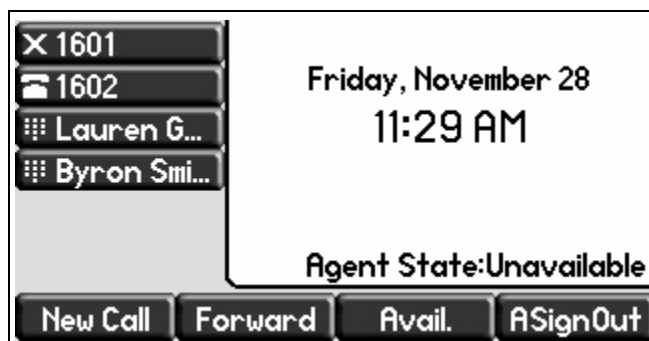 1601
1602
Lauren G...
Byron Smi...
Friday, November 28
11:29 AM
Agent State:Unavailable
New Call
Forward
Avail.
ASignOut